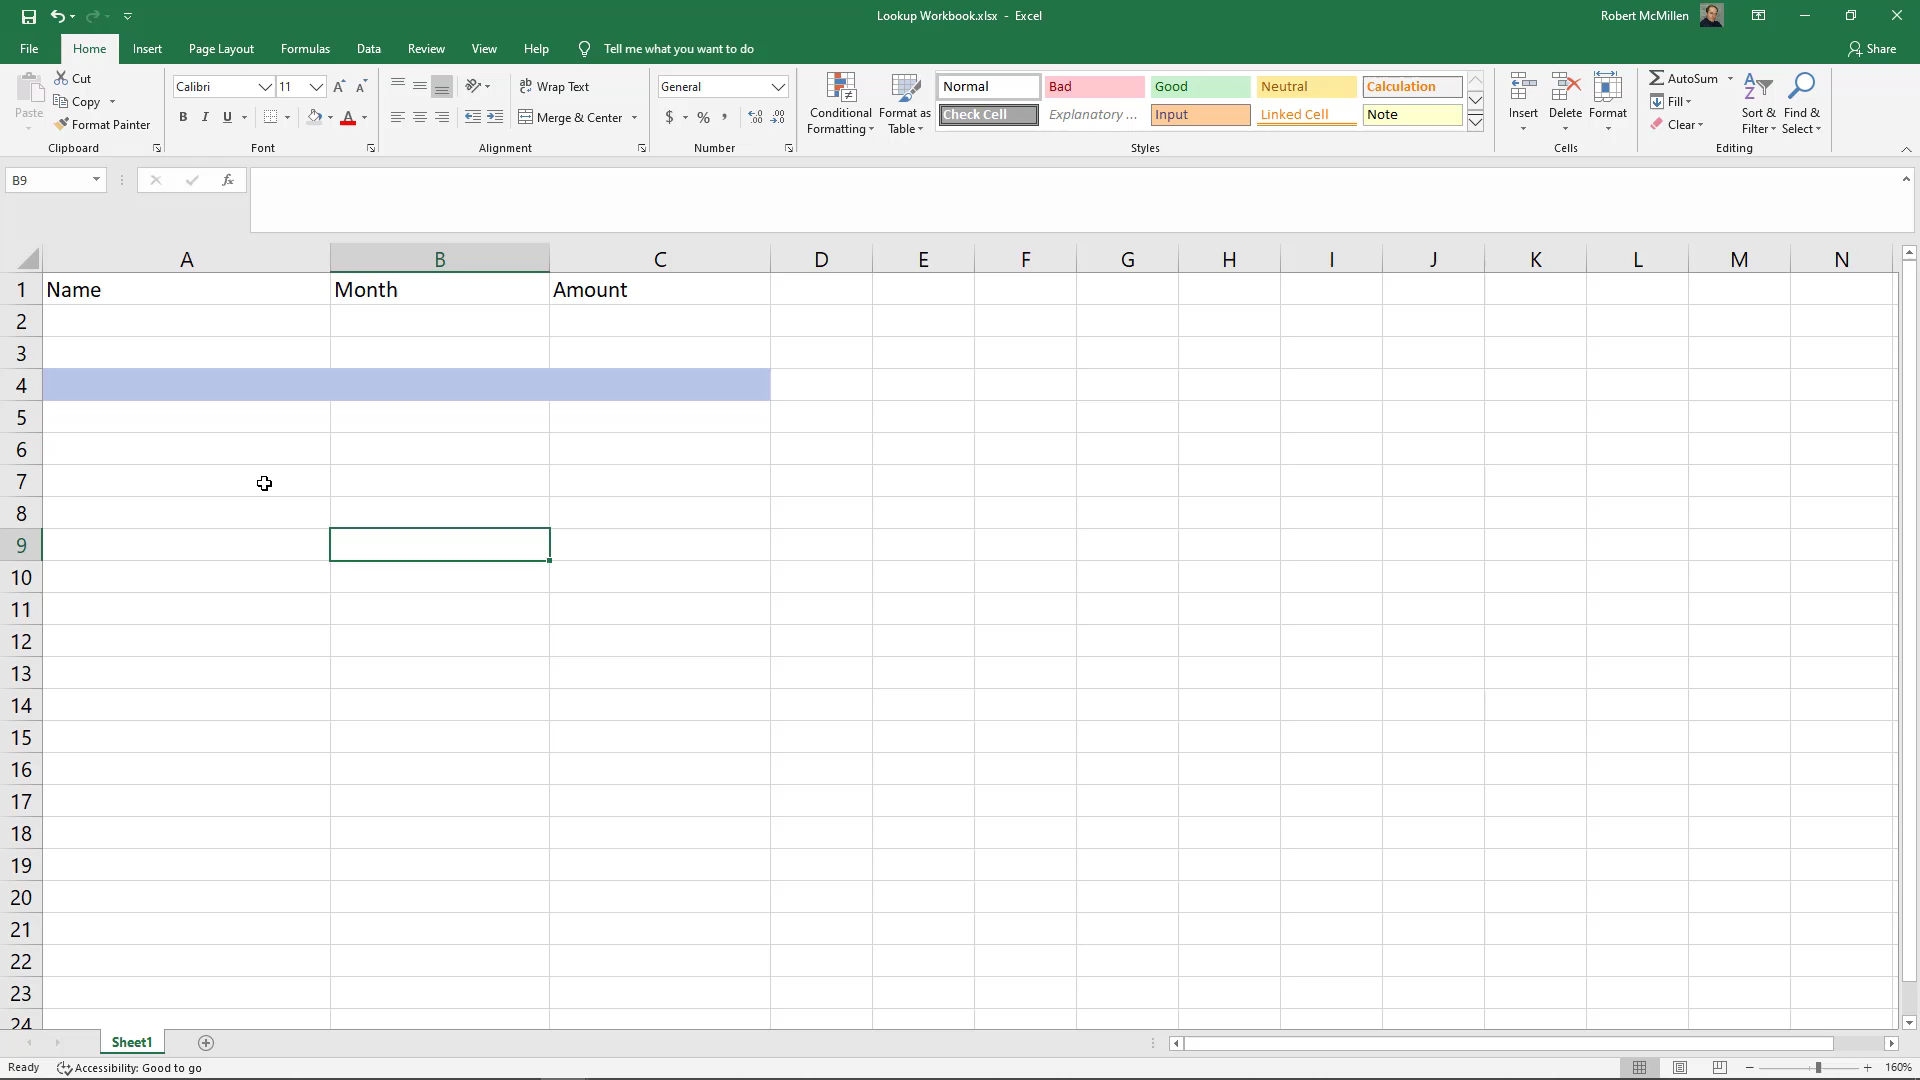 Lookup Workbook.xlsx - Excel
Robert McMillen
File Home Insert Page Layout Formulas Data Review View Help Tell me what you want to do Share
Paste
Cut
Copy
Format Painter
Clipboard
Calibri 11
B I U A
Font
ab Wrap Text
Merge & Center
Alignment
General
$ % ,
Number
Conditional Formatting
Format as Table
Normal Bad Good Neutral Calculation
Check Cell Explanatory ... Input Linked Cell Note
Styles
Insert Delete Format
Cells
AutoSum
Fill
Clear
Sort & Filter
Find & Select
Editing
B9
fx
A B C D E F G H I J K L M N
1 Name Month Amount
2
3
4
5
6
7
8
9
10
11
12
13
14
15
16
17
18
19
20
21
22
23
24
Sheet1
Ready Accessibility: Good to go 160%